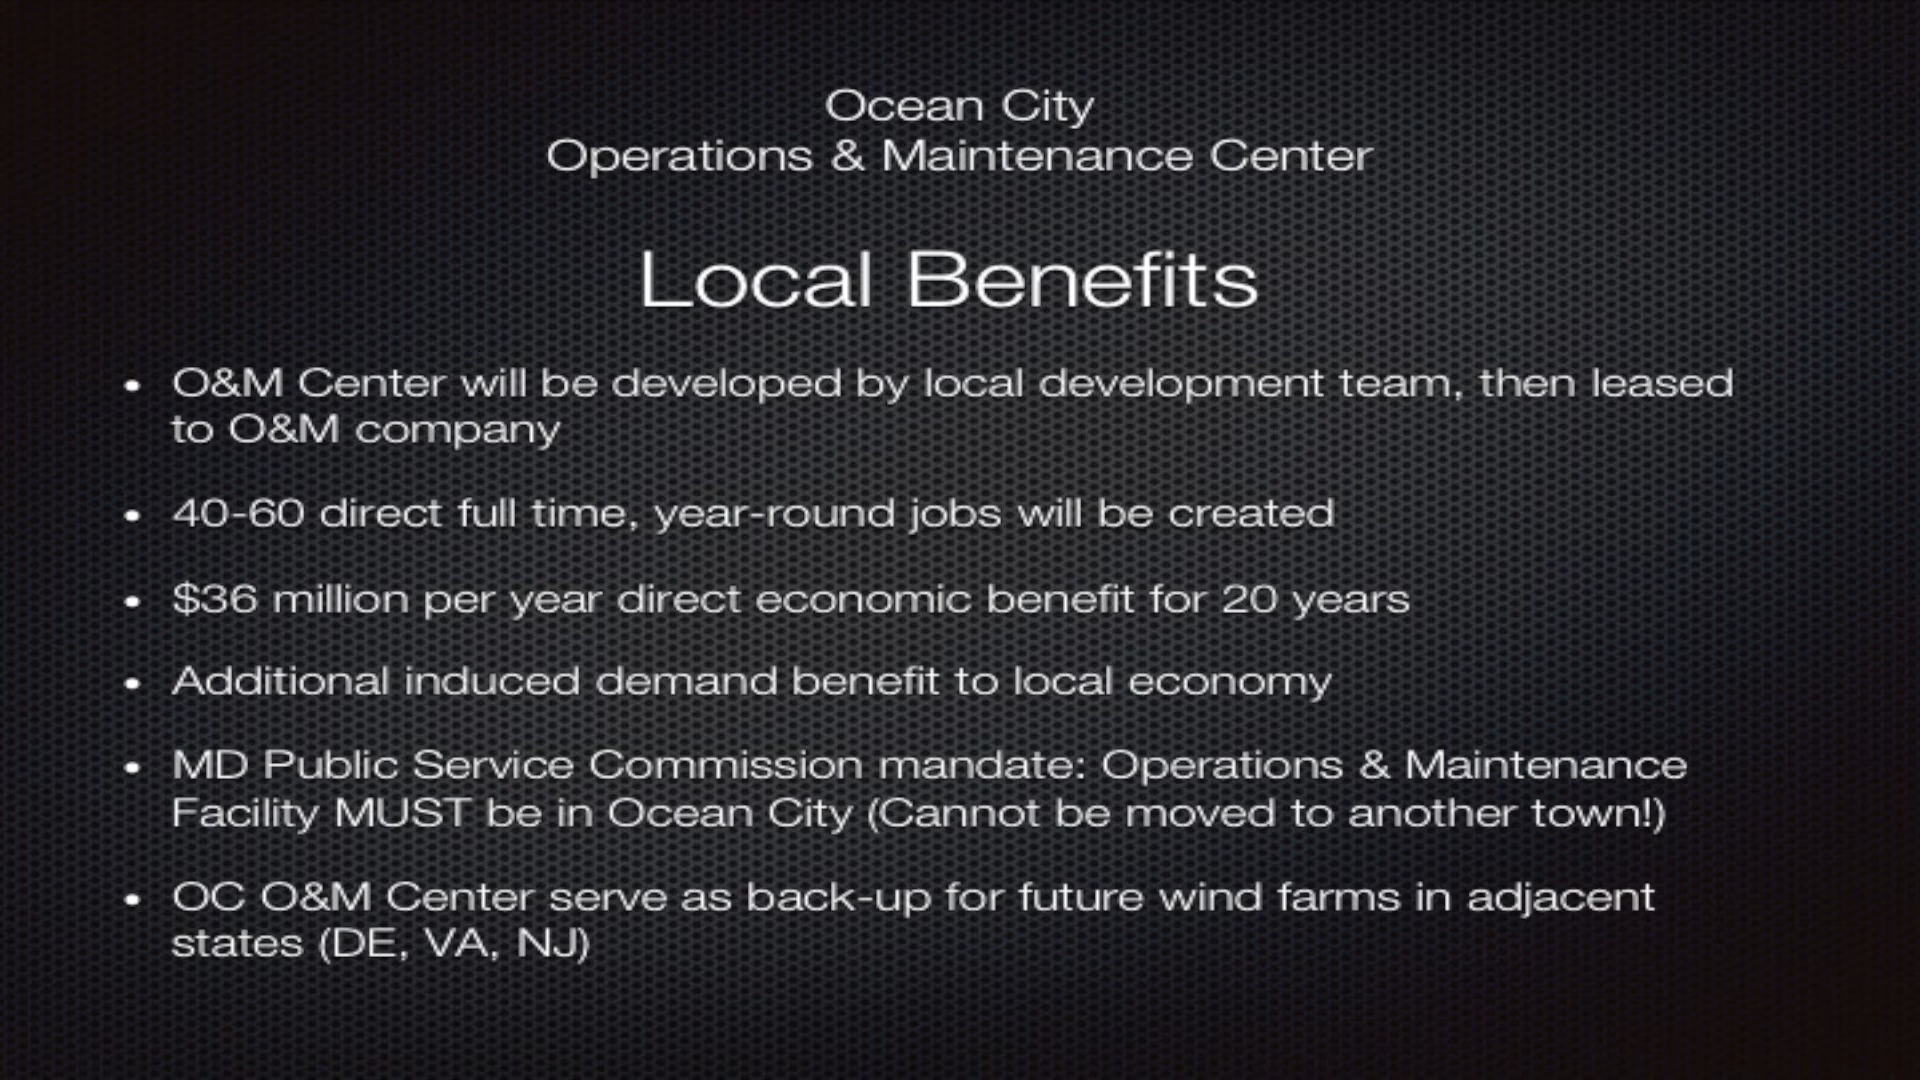 Ocean City
Operations & Maintenance Center
Local Benefits
• O&M Center will be developed by local development team, then leased
to O&M company
• 40-60 direct full time, year-round jobs will be created
• $36 million per year direct economic benefit for 20 years
• Additional induced demand benefit to local economy
• MD Public Service Commission mandate: Operations & Maintenance
Facility MUST be in Ocean City (Cannot be moved to another town!)
• OC O&M Center serve as back-up for future wind farms in adjacent
states (DE, VA, NJ)